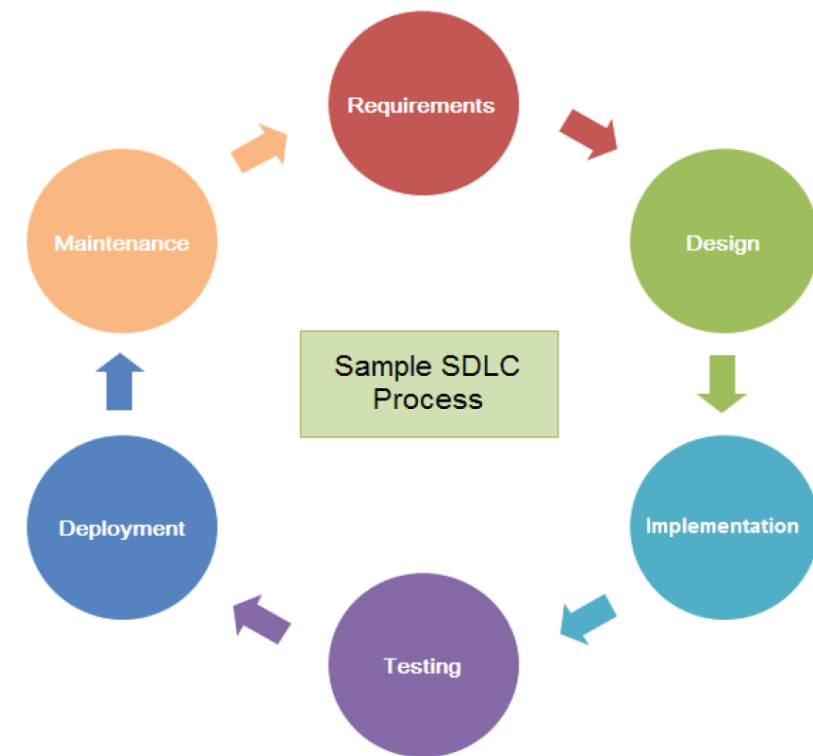 Requirements
Maintenance
Design
Sample SDLC
Process
Deployment
Implementation
Testing